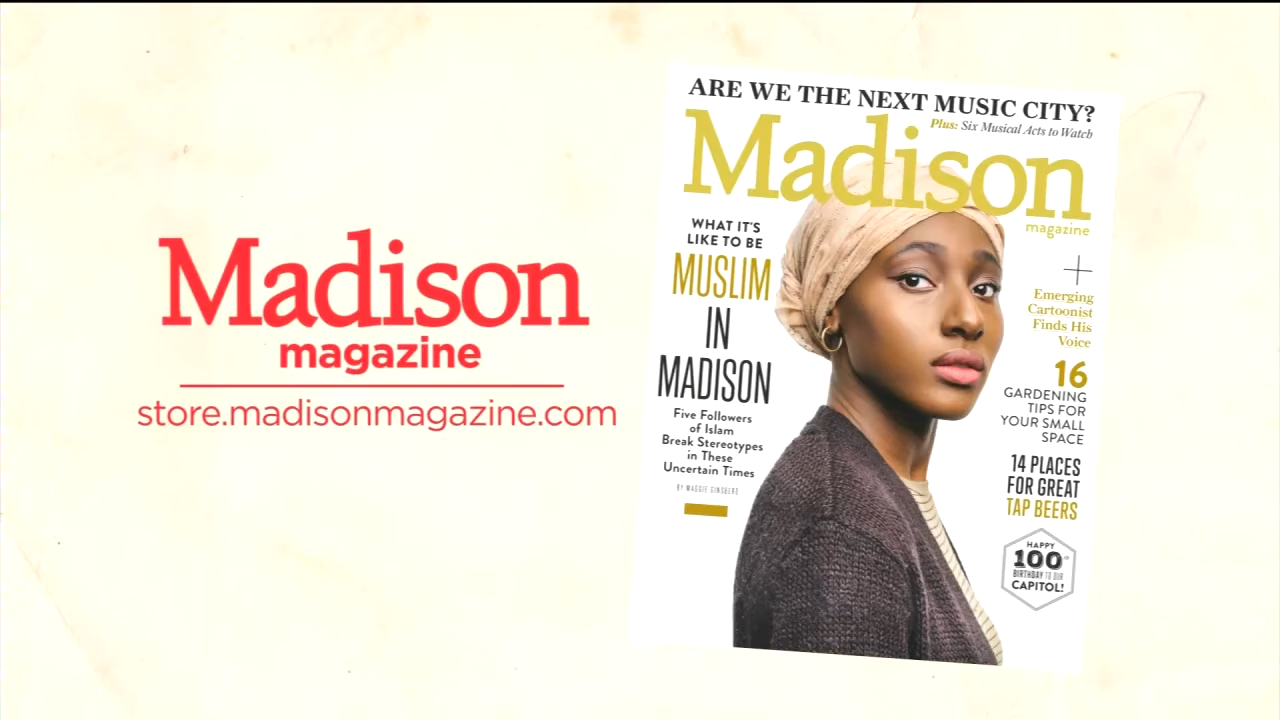 Madison
magazine
store.madisonmagazine.com
ARE WE THE NEXT MUSIC CITY?
Plus: Six Musical Acts to Watch
Madison
magazine
WHAT IT'S
LIKE TO BE
MUSLIM
IN
MADISON
Five Followers
of Islam
Break Stereotypes
in These
Uncertain Times
BY MAGGIE GINSBERG
Emerging
Cartoonist
Finds His
Voice
16
GARDENING
TIPS FOR
YOUR SMALL
SPACE
14 PLACES
FOR GREAT
TAP BEERS
HAPPY
100TH
BIRTHDAY TO OUR
CAPITOL!